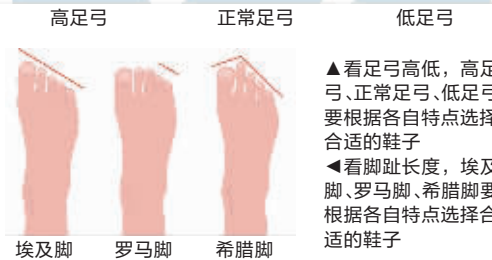 高足弓 正常足弓 低足弓
▲看足弓高低，高足
弓、正常足弓、低足弓
要根据各自特点选择
合适的鞋子
◀看脚趾长度，埃及
脚、罗马脚、希腊脚要
根据各自特点选择合
适的鞋子
埃及脚 罗马脚 希腊脚